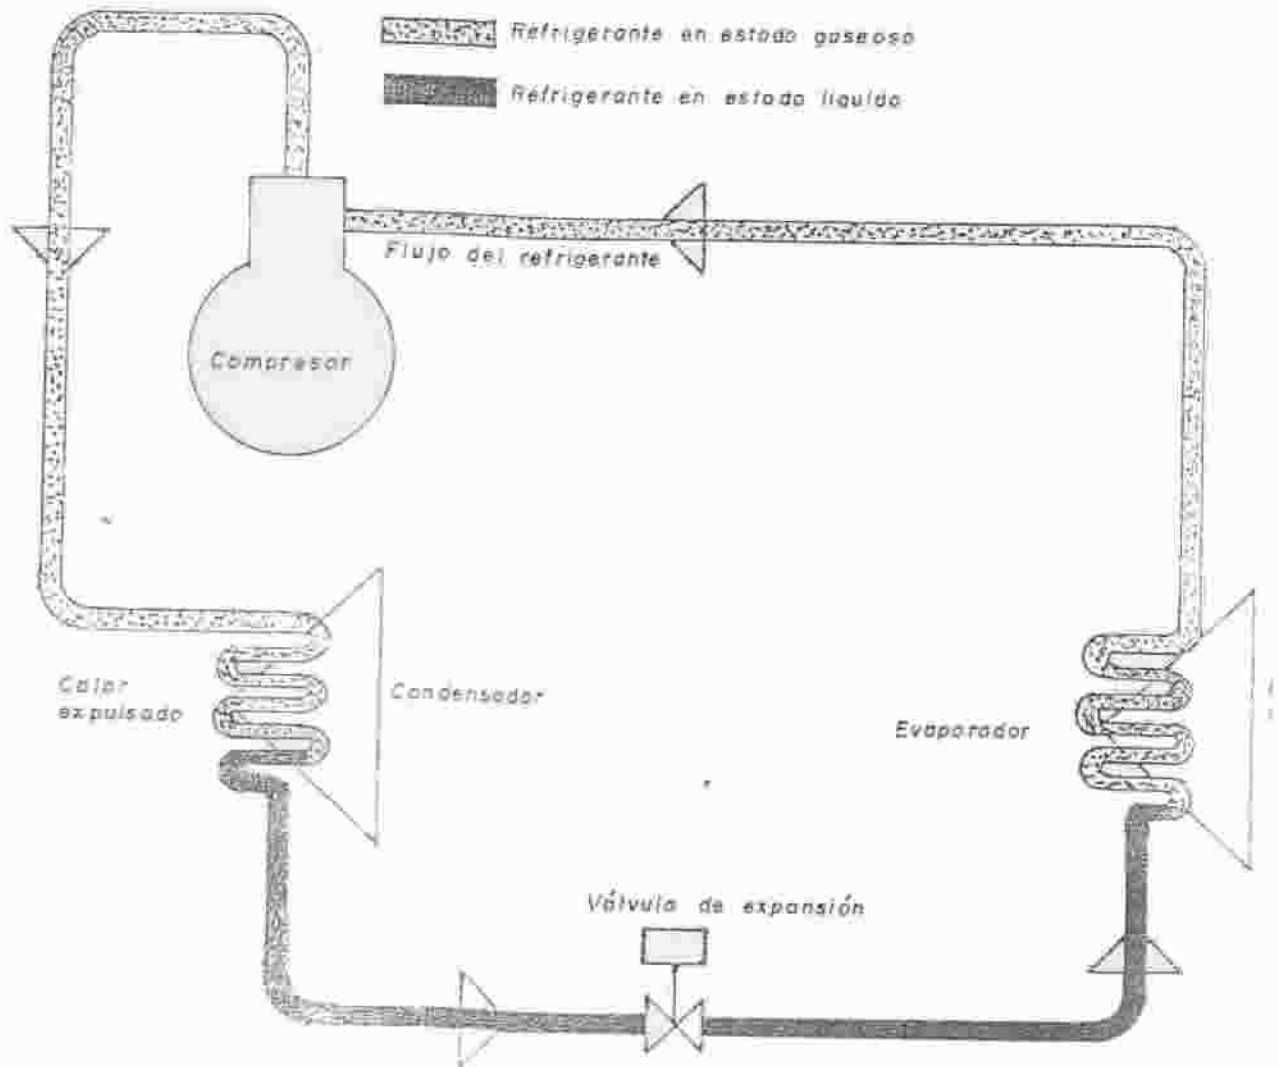 Refrigerante en estado gaseoso
Refrigerante en estado líquido
Flujo del refrigerante
Compresor
Calor
expulsado
Condensador
Evaporador
Válvula de expansión